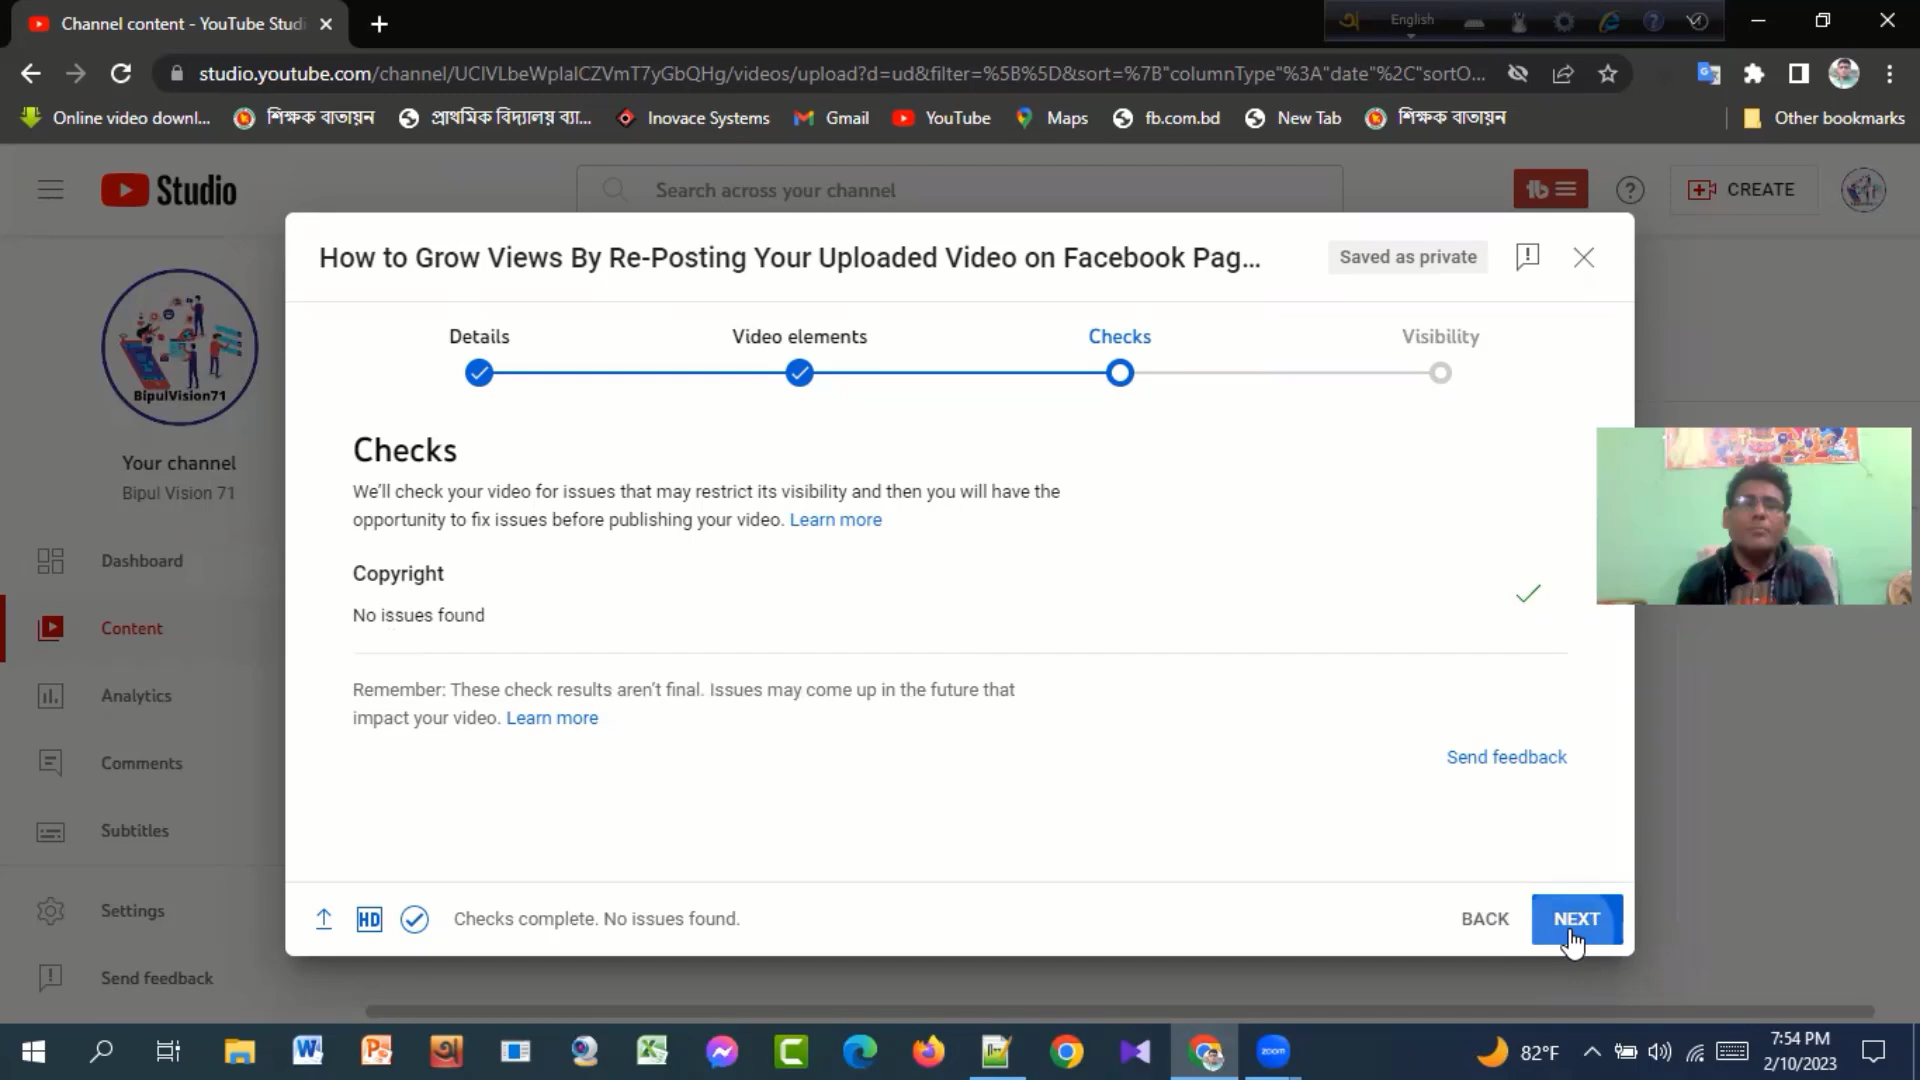 Channel content - YouTube Studi
English
studio.youtube.com/channel/UCIVLbeWplaICZVmT7yGbQHg/videos/upload?d=ud&filter=%5B%5D&sort=%7B"columnType"%3A"date"%2C"sortO...
Online video downl...
শিক্ষক বাতায়ন
প্রাথমিক বিদ্যালয় ব্যা...
Inovace Systems
Gmail
YouTube
Maps
fb.com.bd
New Tab
শিক্ষক বাতায়ন
Other bookmarks
Studio
Search across your channel
CREATE
How to Grow Views By Re-Posting Your Uploaded Video on Facebook Pag...
Saved as private
Details
Video elements
Checks
Visibility
BipulVision71
Your channel
Bipul Vision 71
Dashboard
Content
Analytics
Comments
Subtitles
Settings
Send feedback
Checks
We'll check your video for issues that may restrict its visibility and then you will have the
opportunity to fix issues before publishing your video. Learn more
Copyright
No issues found
Remember: These check results aren't final. Issues may come up in the future that
impact your video. Learn more
Send feedback
HD
Checks complete. No issues found.
BACK
NEXT
zoom
82°F
7:54 PM
2/10/2023